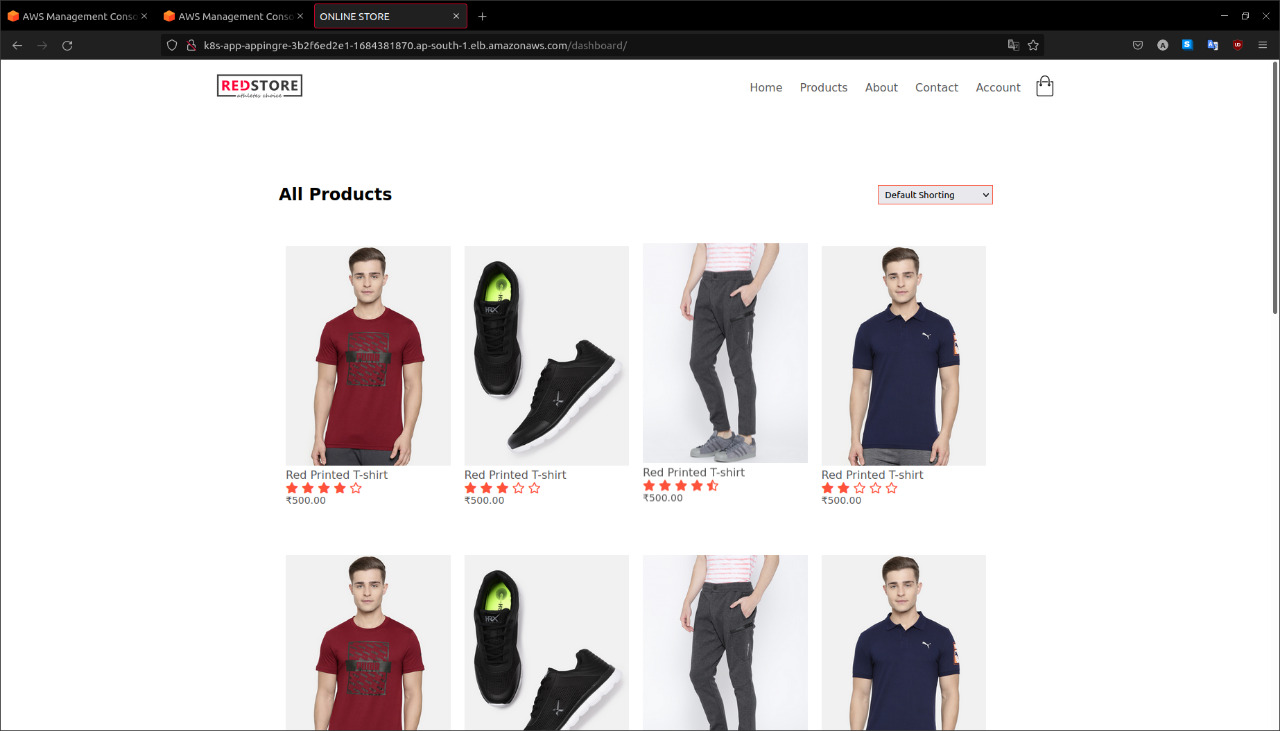 AWS Management Conso
AWS Management Conso
ONLINE STORE
k8s-app-appingre-3b2f6ed2e1-1684381870.ap-south-1.elb.amazonaws.com/dashboard/
REDSTORE
athletes choice
Home
Products
About
Contact
Account
All Products
Default Shorting
Red Printed T-shirt
₹500.00
Red Printed T-shirt
₹500.00
Red Printed T-shirt
₹500.00
Red Printed T-shirt
₹500.00